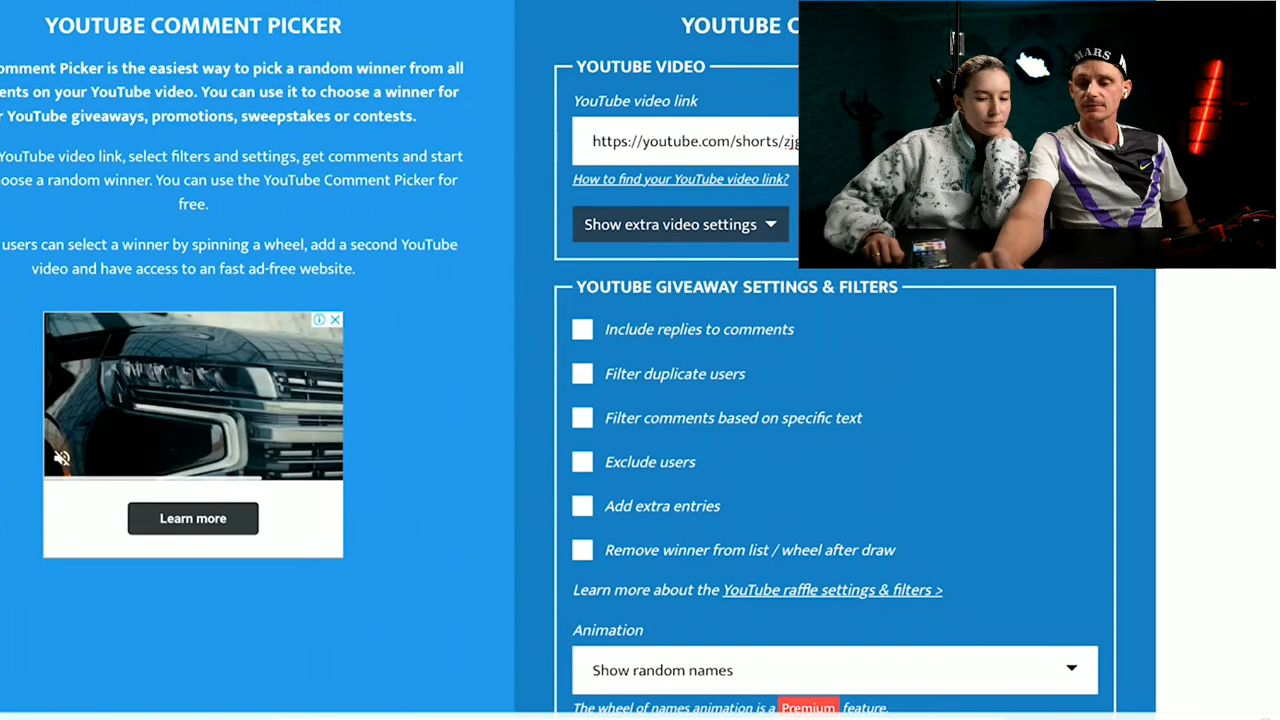 YOUTUBE COMMENT PICKER
omment Picker is the easiest way to pick a random winner from all
ents on your YouTube video. You can use it to choose a winner for
r YouTube giveaways, promotions, sweepstakes or contests.
YouTube video link, select filters and settings, get comments and start
oose a random winner. You can use the YouTube Comment Picker for
free.
users can select a winner by spinning a wheel, add a second YouTube
video and have access to an fast ad-free website.
Learn more
YOUTUBE C
YOUTUBE VIDEO
YouTube video link
https://youtube.com/shorts/zjg
How to find your YouTube video link?
Show extra video settings
MARS
YOUTUBE GIVEAWAY SETTINGS & FILTERS
Include replies to comments
Filter duplicate users
Filter comments based on specific text
Exclude users
Add extra entries
Remove winner from list / wheel after draw
Learn more about the YouTube raffle settings & filters >
Animation
Show random names
The wheel of names animation is a Premium feature.